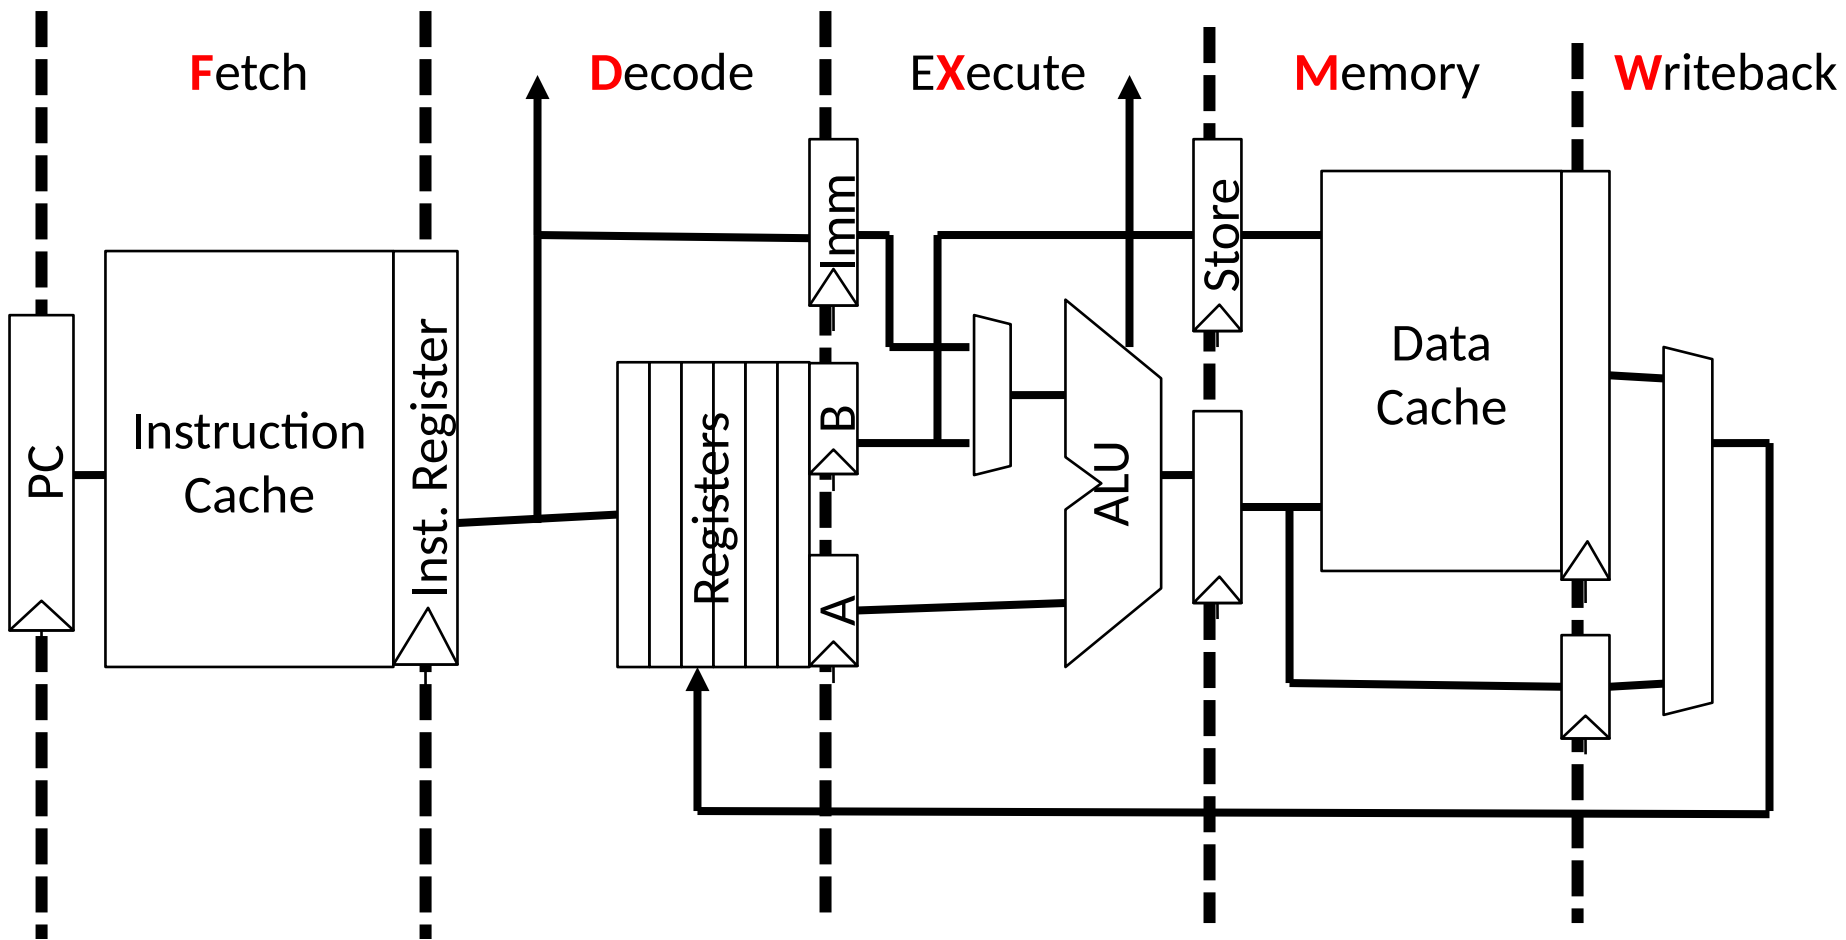 Fetch
Decode
EXecute
Memory
Writeback
PC
Instruction
Cache
Inst. Register
Registers
Imm
B
A
ALU
Store
Data
Cache